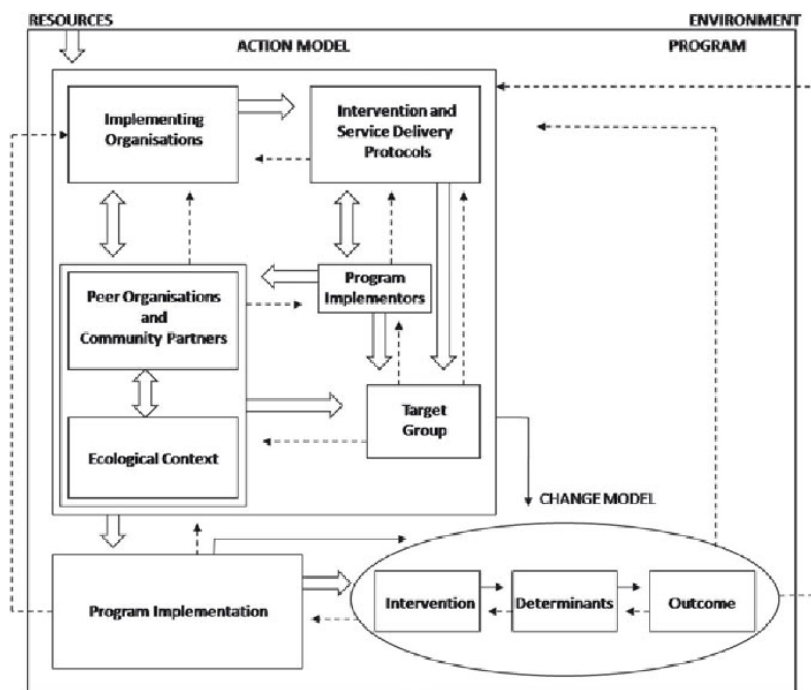 RESOURCES
ENVIRONMENT
ACTION MODEL
PROGRAM
Implementing
Organisations
Intervention and
Service Delivery
Protocols
Peer Organisations
and
Community Partners
Program
Implementors
Ecological Context
Target
Group
CHANGE MODEL
Program Implementation
Intervention
Determinants
Outcome